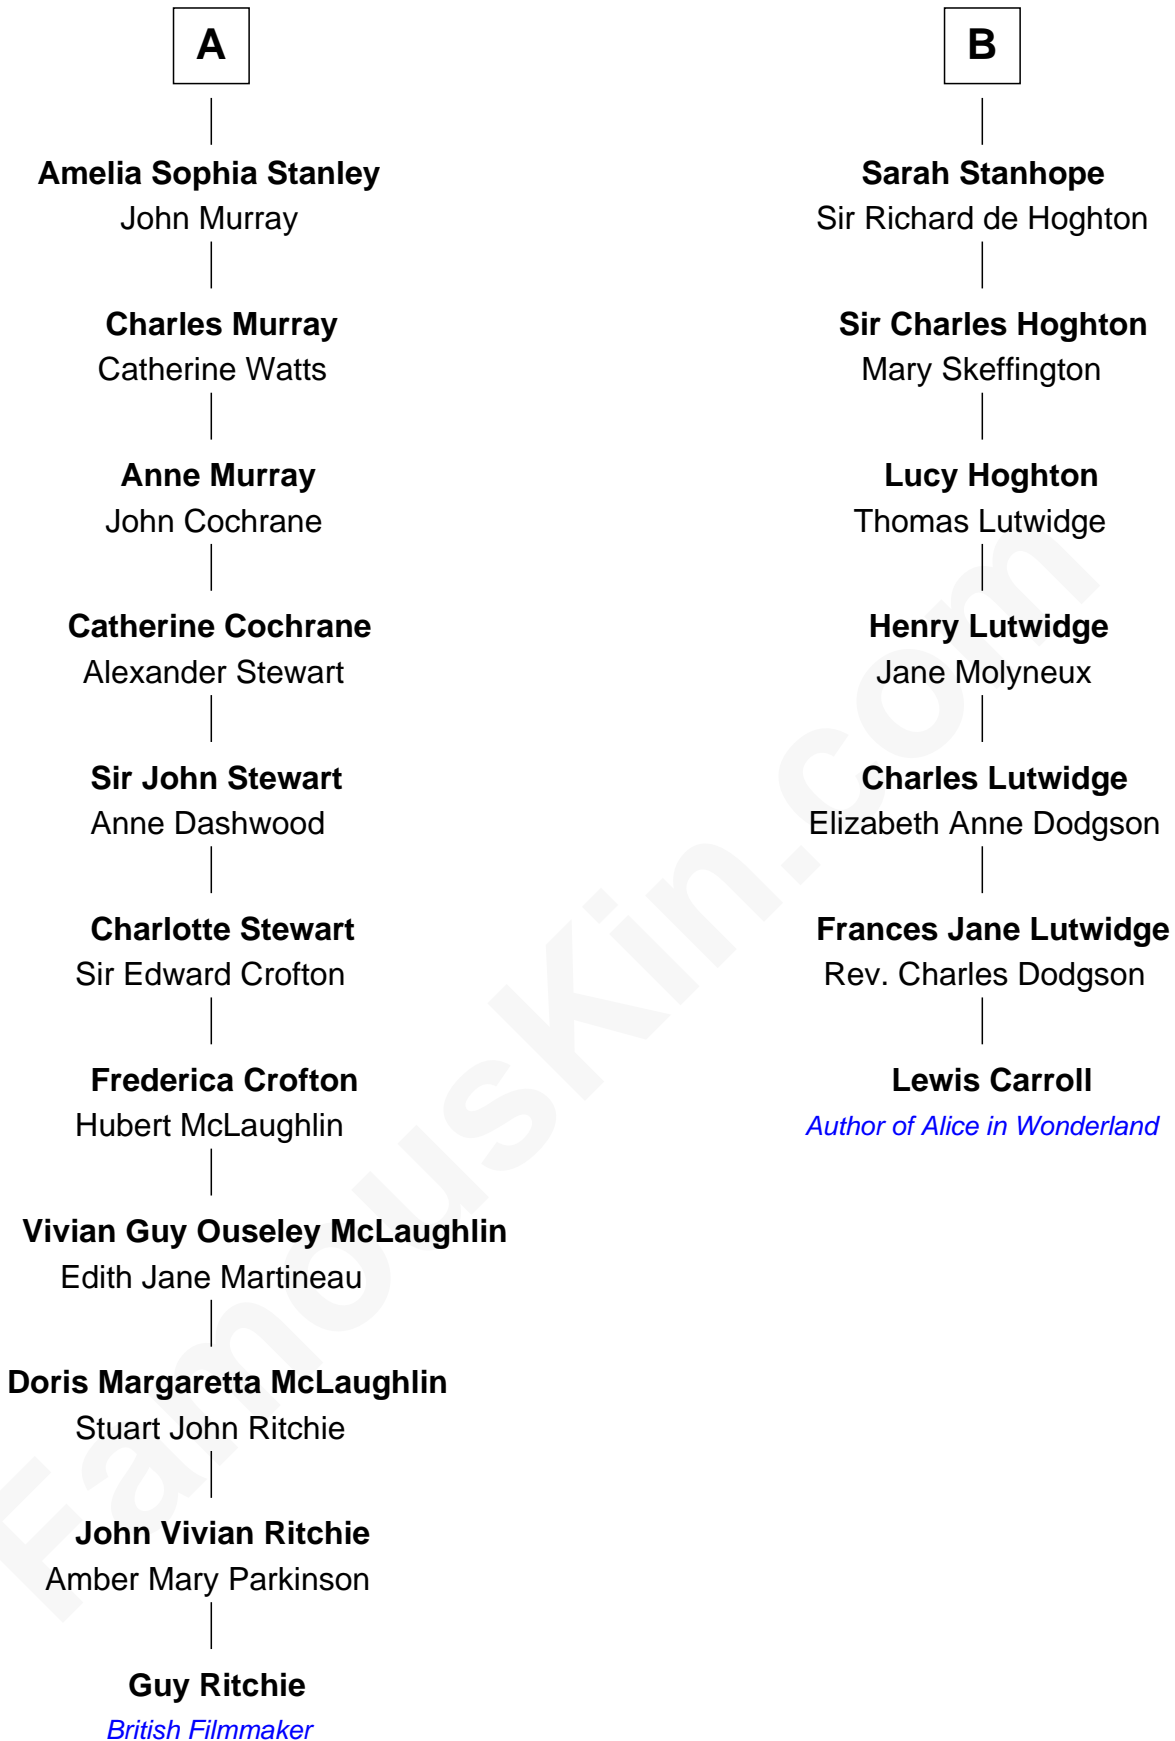 A
Amelia Sophia Stanley
John Murray
Charles Murray
Catherine Watts
Anne Murray
John Cochrane
Catherine Cochrane
Alexander Stewart
Sir John Stewart
Anne Dashwood
Charlotte Stewart
Sir Edward Crofton
Frederica Crofton
Hubert McLaughlin
Vivian Guy Ouseley McLaughlin
Edith Jane Martineau
Doris Margaretta McLaughlin
Stuart John Ritchie
John Vivian Ritchie
Amber Mary Parkinson
Guy Ritchie
British Filmmaker
B
Sarah Stanhope
Sir Richard de Hoghton
Sir Charles Hoghton
Mary Skeffington
Lucy Hoghton
Thomas Lutwidge
Henry Lutwidge
Jane Molyneux
Charles Lutwidge
Elizabeth Anne Dodgson
Frances Jane Lutwidge
Rev. Charles Dodgson
Lewis Carroll
Author of Alice in Wonderland
FamousKin.com